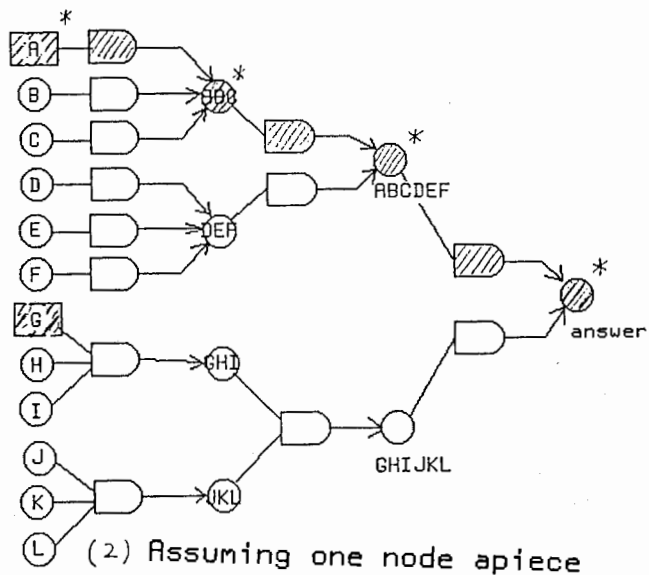 A *
B
C
D
E
F
G
H
I
J
K
L
*
DEF
GHI
JKL
*
ABCDEF
GHIJKL
*
answer
(2) Assuming one node apiece